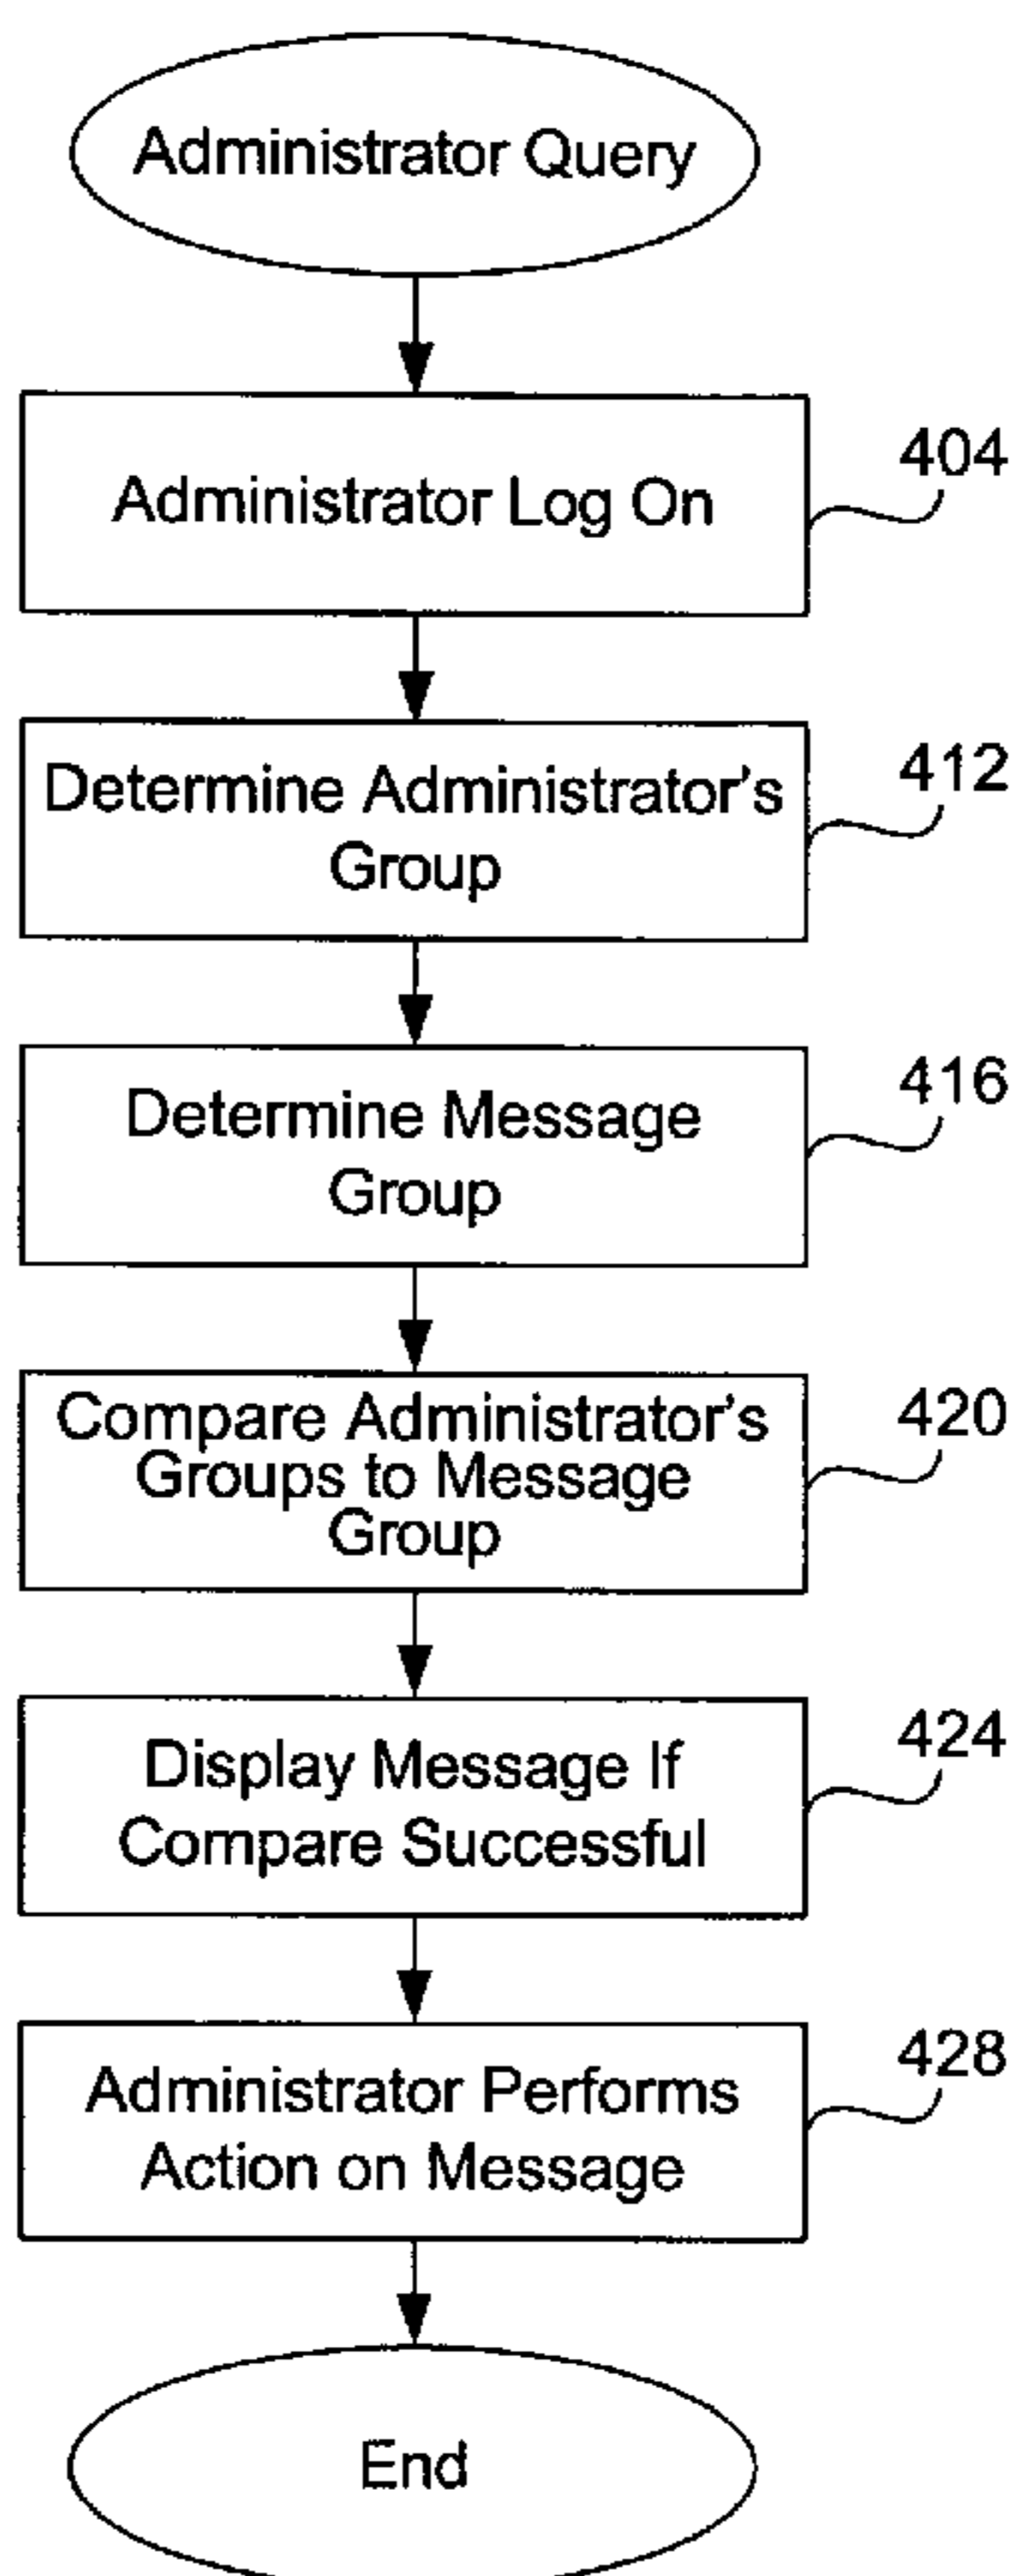 Administrator Query
Administrator Log On
404
Determine Administrator's
Group
412
Determine Message
Group
416
Compare Administrator's
Groups to Message
Group
420
Display Message If
Compare Successful
424
Administrator Performs
Action on Message
428
End